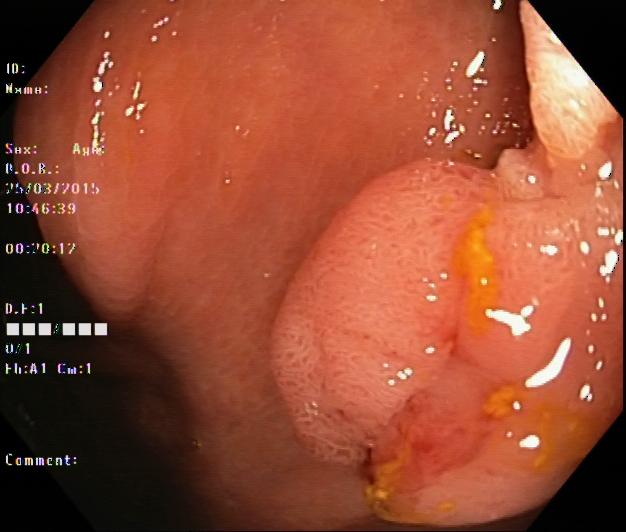 ID:
Name:
Sex: Age:
D.O.B.:
25/03/2015
10:46:39
00:20:17
D.F:1
0/1
Eh:A1 Cm:1
Comment: